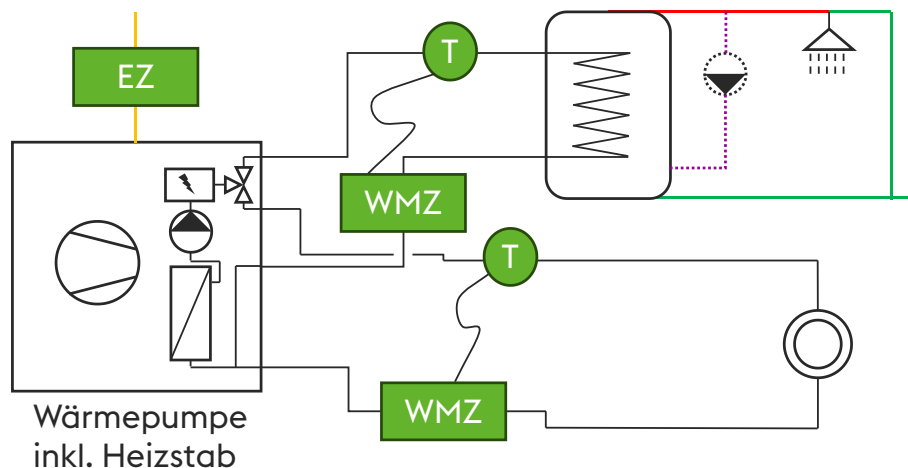 T
EZ
WMZ
T
WMZ
Wärmepumpe
inkl. Heizstab